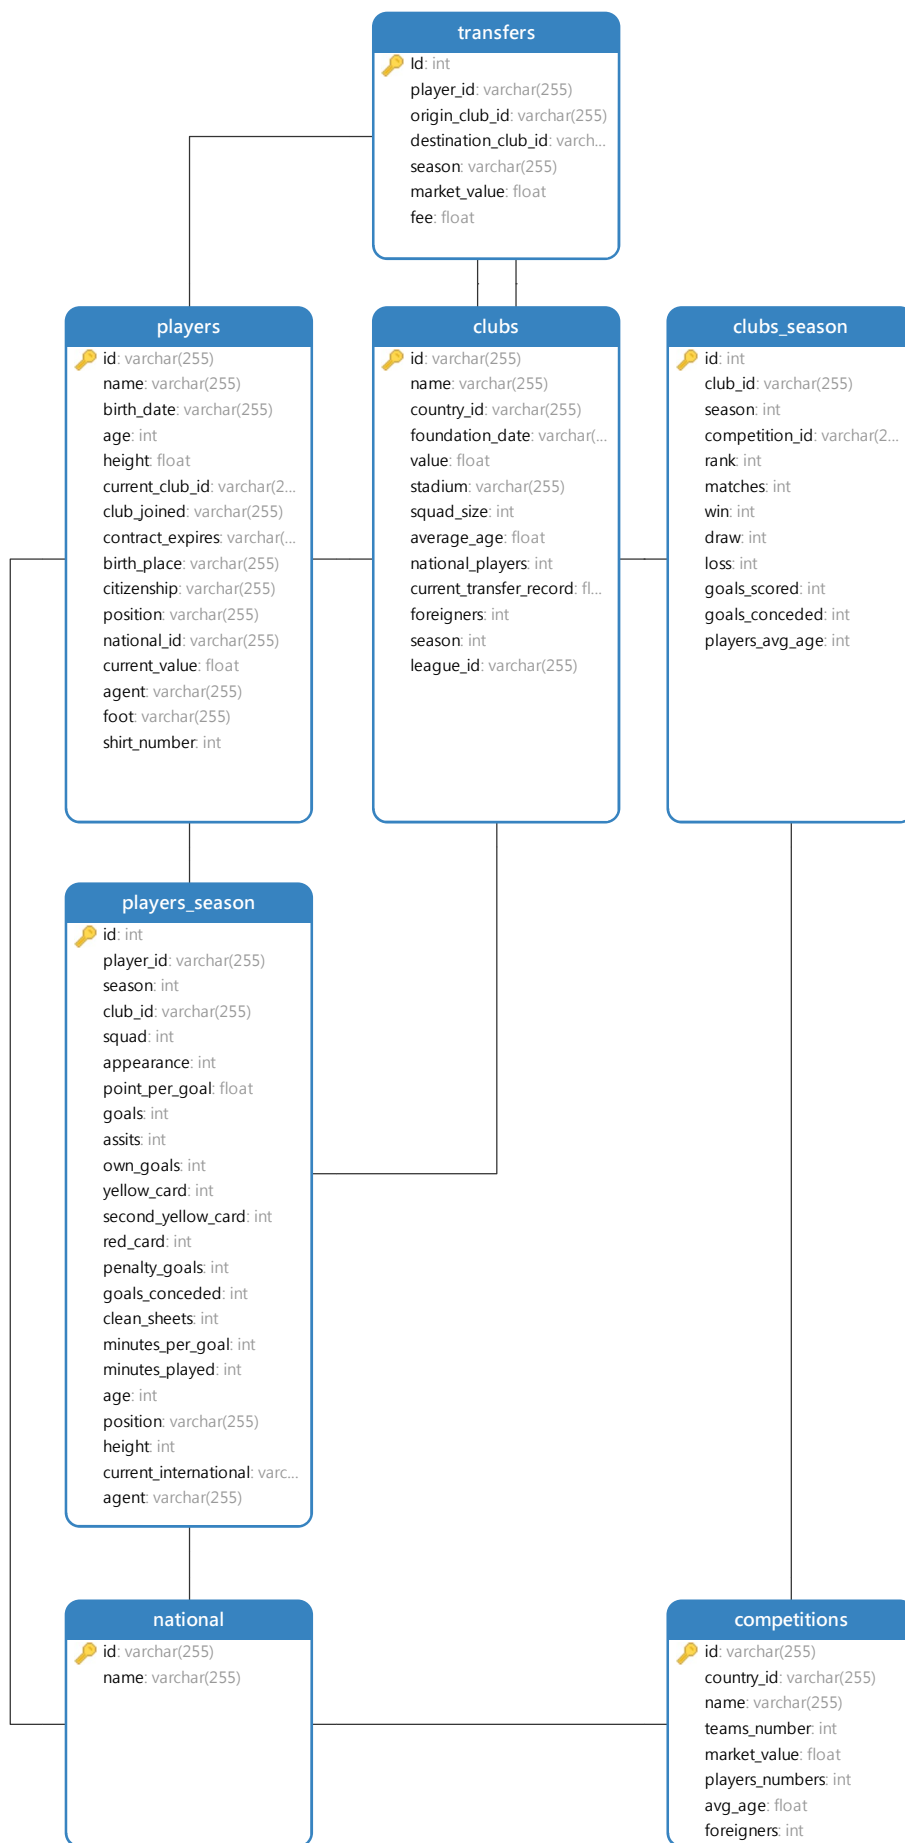 transfers
Id: int
player_id: varchar(255)
origin_club_id: varchar(255)
destination_club_id: varch...
season: varchar(255)
market_value: float
fee: float
players
id: varchar(255)
name: varchar(255)
birth_date: varchar(255)
age: int
height: float
current_club_id: varchar(2...
club_joined: varchar(255)
contract_expires: varchar(...
birth_place: varchar(255)
citizenship: varchar(255)
position: varchar(255)
national_id: varchar(255)
current_value: float
agent: varchar(255)
foot: varchar(255)
shirt_number: int
clubs
id: varchar(255)
name: varchar(255)
country_id: varchar(255)
foundation_date: varchar(...
value: float
stadium: varchar(255)
squad_size: int
average_age: float
national_players: int
current_transfer_record: fl...
foreigners: int
season: int
league_id: varchar(255)
clubs_season
id: int
club_id: varchar(255)
season: int
competition_id: varchar(2...
rank: int
matches: int
win: int
draw: int
loss: int
goals_scored: int
goals_conceded: int
players_avg_age: int
players_season
id: int
player_id: varchar(255)
season: int
club_id: varchar(255)
squad: int
appearance: int
point_per_goal: float
goals: int
assits: int
own_goals: int
yellow_card: int
second_yellow_card: int
red_card: int
penalty_goals: int
goals_conceded: int
clean_sheets: int
minutes_per_goal: int
minutes_played: int
age: int
position: varchar(255)
height: int
current_international: varc...
agent: varchar(255)
national
id: varchar(255)
name: varchar(255)
competitions
id: varchar(255)
country_id: varchar(255)
name: varchar(255)
teams_number: int
market_value: float
players_numbers: int
avg_age: float
foreigners: int